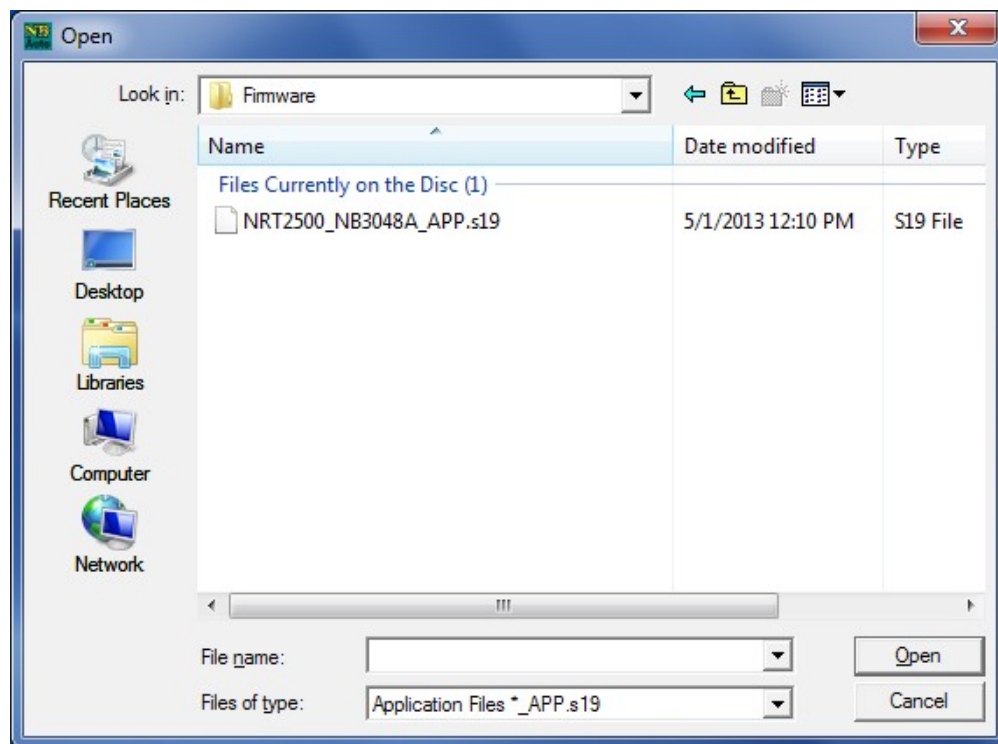 NB
Auto
Open
Look in:
Firmware
Name
Date modified
Type
Files Currently on the Disc (1)
NRT2500_NB3048A_APP.s19
5/1/2013 12:10 PM
S19 File
Recent Places
Desktop
Libraries
Computer
Network
File name:
Open
Files of type:
Application Files *_APP.s19
Cancel